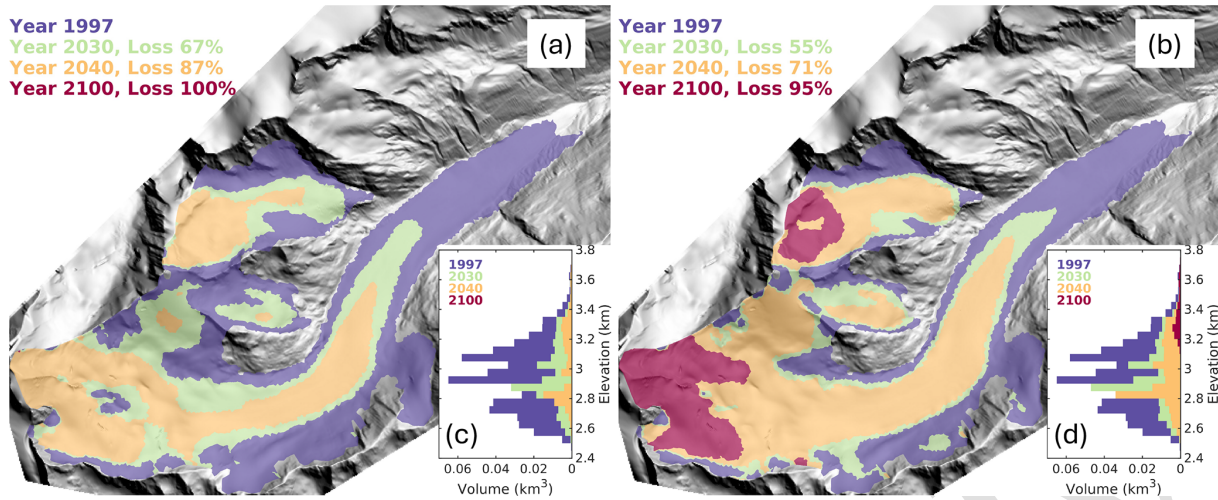 Year 1997
Year 2030, Loss 67%
Year 2040, Loss 87%
Year 2100, Loss 100%
(a)
1997
2030
2040
2100
3.8
3.6
3.4
3.2
3
2.8
2.6
2.4
Elevation (km)
(c)
0.06 0.04 0.02 0
Volume (km³)
Year 1997
Year 2030, Loss 55%
Year 2040, Loss 71%
Year 2100, Loss 95%
(b)
1997
2030
2040
2100
3.8
3.6
3.4
3.2
3
2.8
2.6
2.4
Elevation (km)
(d)
0.06 0.04 0.02 0
Volume (km³)